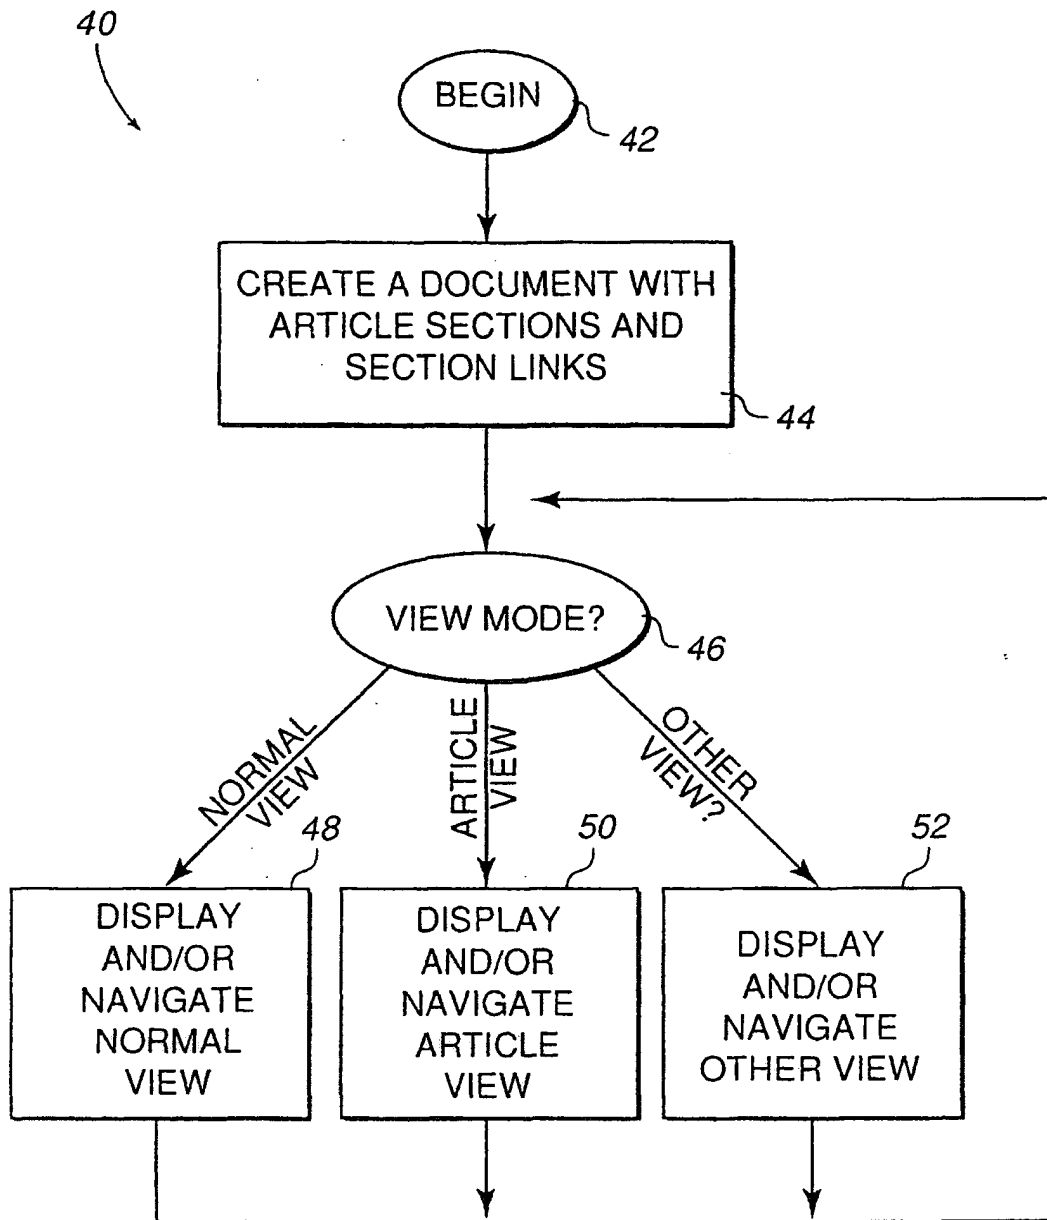 40
BEGIN
42
CREATE A DOCUMENT WITH
ARTICLE SECTIONS AND
SECTION LINKS
44
VIEW MODE?
46
NORMAL
VIEW
ARTICLE
VIEW
OTHER
VIEW?
48
50
52
DISPLAY
AND/OR
NAVIGATE
NORMAL
VIEW
DISPLAY
AND/OR
NAVIGATE
ARTICLE
VIEW
DISPLAY
AND/OR
NAVIGATE
OTHER VIEW